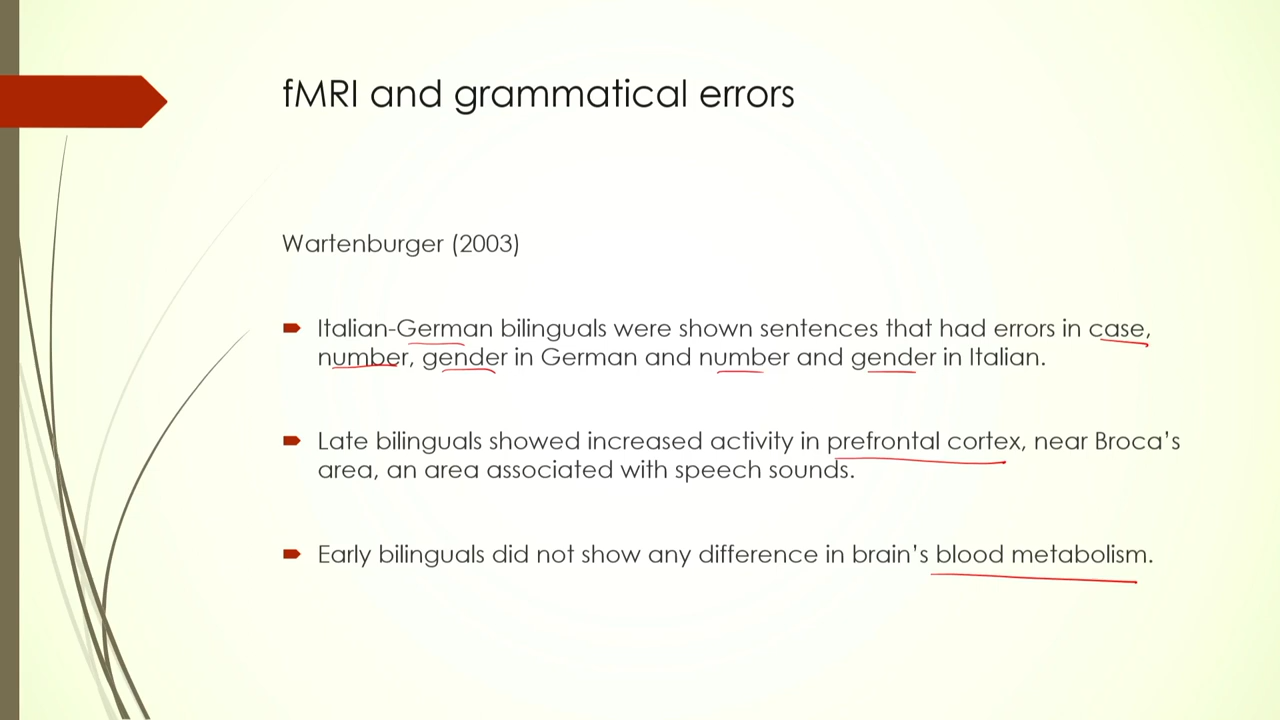 fMRI and grammatical errors
Wartenburger (2003)
Italian-German bilinguals were shown sentences that had errors in case,
number, gender in German and number and gender in Italian.
Late bilinguals showed increased activity in prefrontal cortex, near Broca's
area, an area associated with speech sounds.
Early bilinguals did not show any difference in brain's blood metabolism.